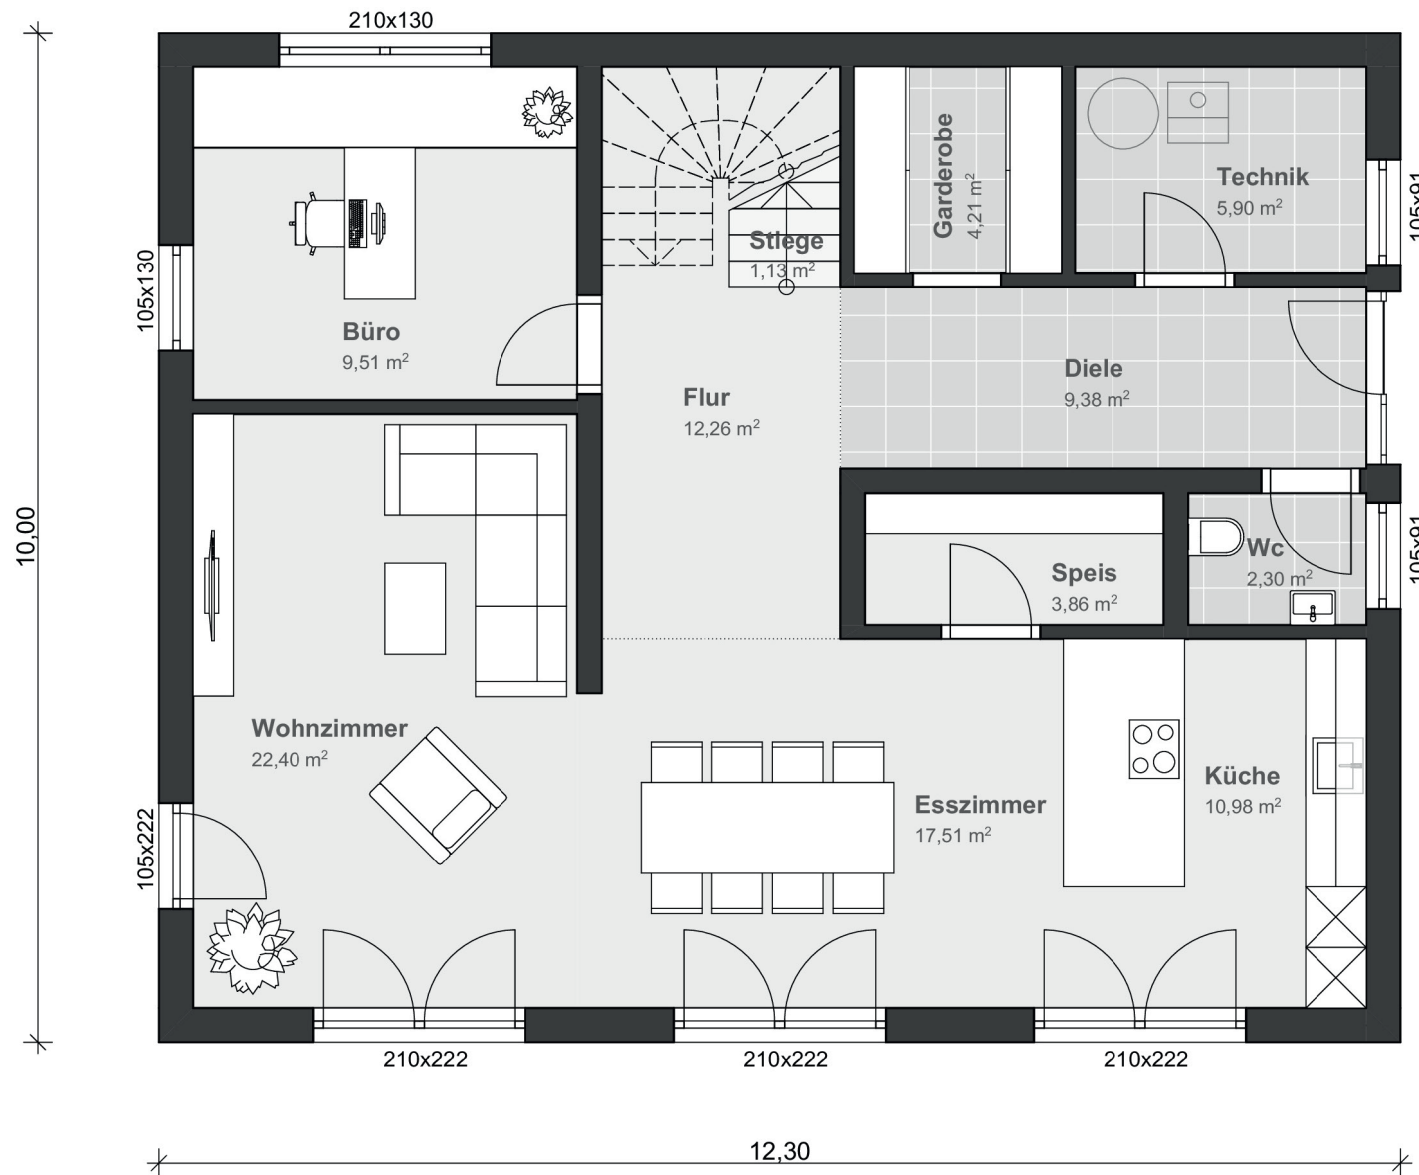 210x130
Garderobe
4,21 m²
Technik
5,90 m²
105x91
Stiege
1,13 m²
105x130
Büro
9,51 m²
Diele
9,38 m²
Flur
12,26 m²
10,00
105x91
Wc
2,30 m²
Speis
3,86 m²
Wohnzimmer
22,40 m²
Küche
10,98 m²
Esszimmer
17,51 m²
105x222
210x222
210x222
210x222
12,30